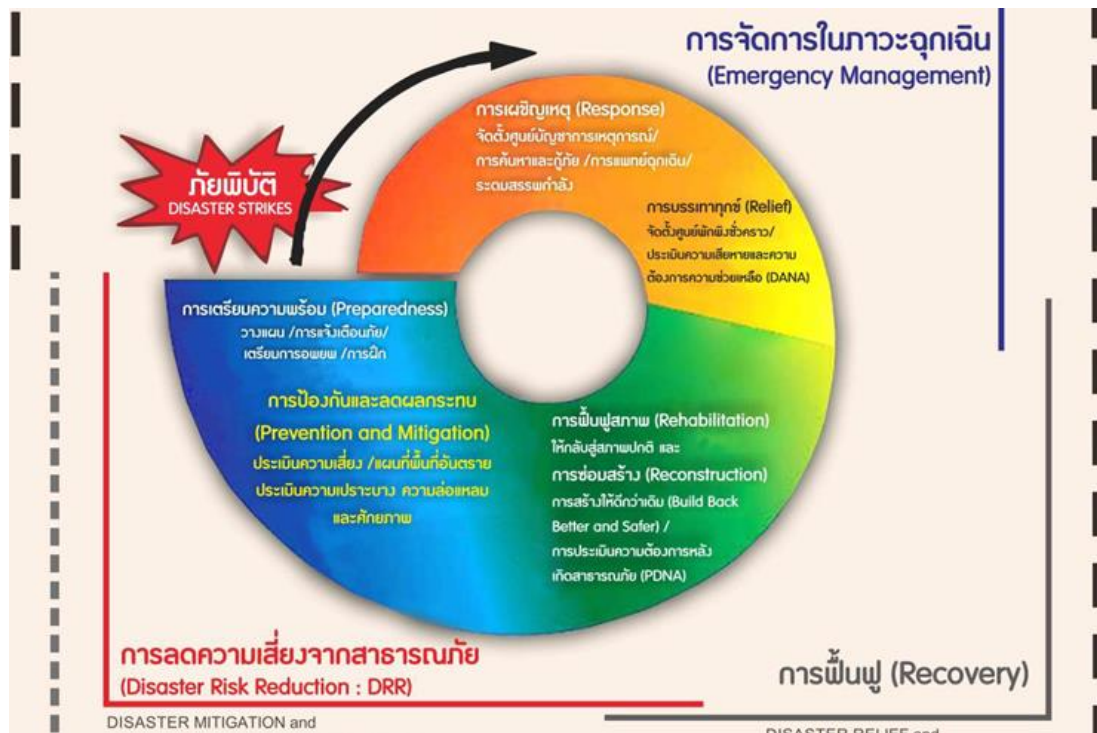 การจัดการในภาวะฉุกเฉิน
(Emergency Management)
การเผชิญเหตุ (Response)
จัดตั้งศูนย์บัญชาการเหตุการณ์/
การค้นหาและกู้ภัย /การแพทย์ฉุกเฉิน/
ระดมสรรพกำลัง
ภัยพิบัติ
DISASTER STRIKES
การบรรเทาทุกข์ (Relief)
จัดตั้งศูนย์พักพิงชั่วคราว/
ประเมินความเสียหายและความ
ต้องการความช่วยเหลือ (DANA)
การเตรียมความพร้อม (Preparedness)
วางแผน /การแจ้งเตือนภัย/
เตรียมการอพยพ /การฝึก
การป้องกันและลดผลกระทบ
(Prevention and Mitigation)
ประเมินความเสี่ยง /แผนที่พื้นที่อันตราย
ประเมินความเปราะบาง ความล่อแหลม
และศักยภาพ
การฟื้นฟูสภาพ (Rehabilitation)
ให้กลับสู่สภาพปกติ และ
การซ่อมสร้าง (Reconstruction)
การสร้างให้ดีกว่าเดิม (Build Back
Better and Safer) /
การประเมินความต้องการหลัง
เกิดสาธารณภัย (PDNA)
การลดความเสี่ยงจากสาธารณภัย
(Disaster Risk Reduction : DRR)
การฟื้นฟู (Recovery)
DISASTER MITIGATION and
DISASTER RELIEF and